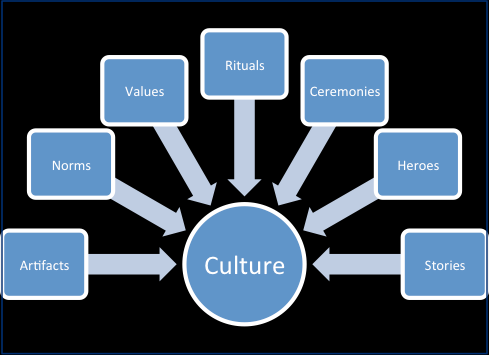 Rituals
Values
Ceremonies
Norms
Heroes
Artifacts
Culture
Stories